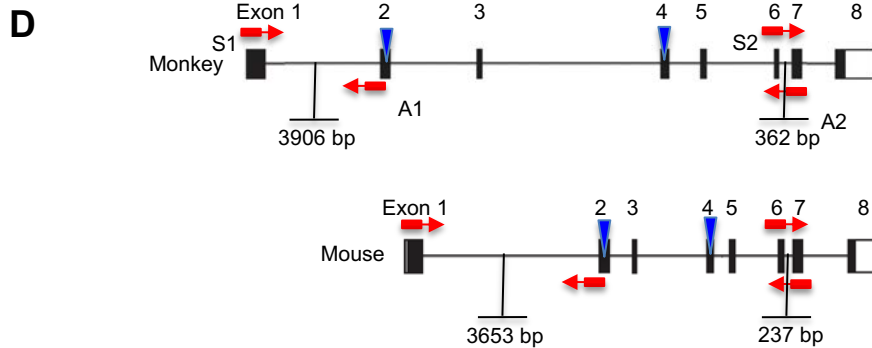 D
Exon 1 2 3 4 5 6 7 8
S1 S2
Monkey
A1 A2
3906 bp 362 bp
Exon 1 2 3 4 5 6 7 8
Mouse
3653 bp 237 bp